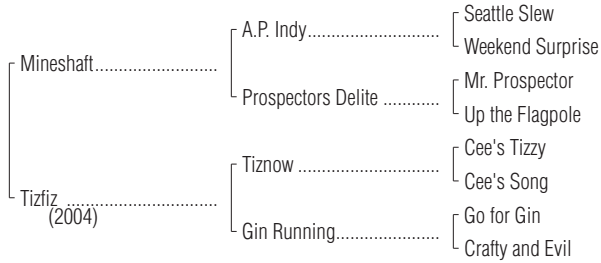 Seattle Slew
A.P. Indy
Weekend Surprise
Mineshaft
Mr. Prospector
Prospectors Delite
Up the Flagpole
Cee's Tizzy
Tiznow
Cee's Song
Tizfiz
(2004)
Go for Gin
Gin Running
Crafty and Evil